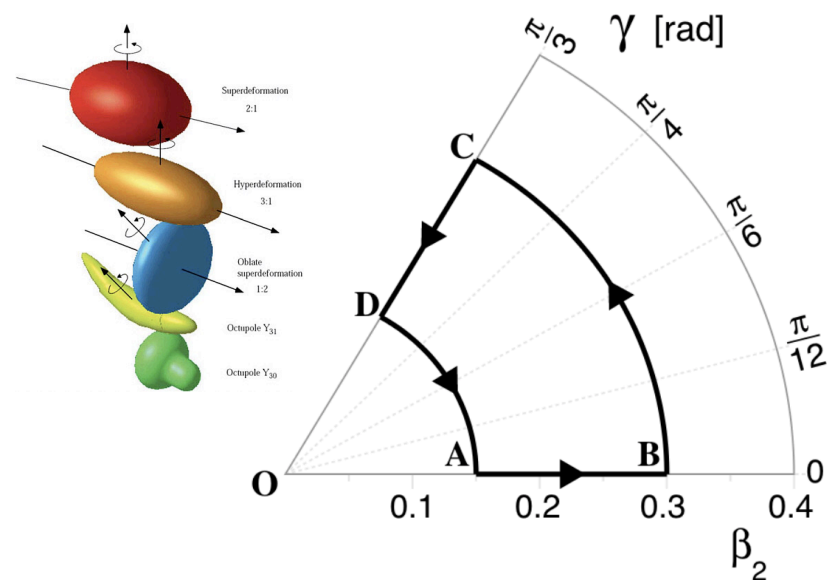 Superdeformation
2:1
Hyperdeformation
3:1
Oblate
superdeformation
1:2
Octupole Y31
Octupole Y30
γ [rad]
π/3
π/4
π/6
π/12
0
C
D
A
B
O
0.1
0.2
0.3
0.4
β2